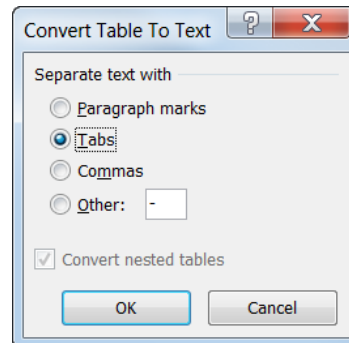 Convert Table To Text
Separate text with
Paragraph marks
Tabs
Commas
Other: -
Convert nested tables
OK Cancel